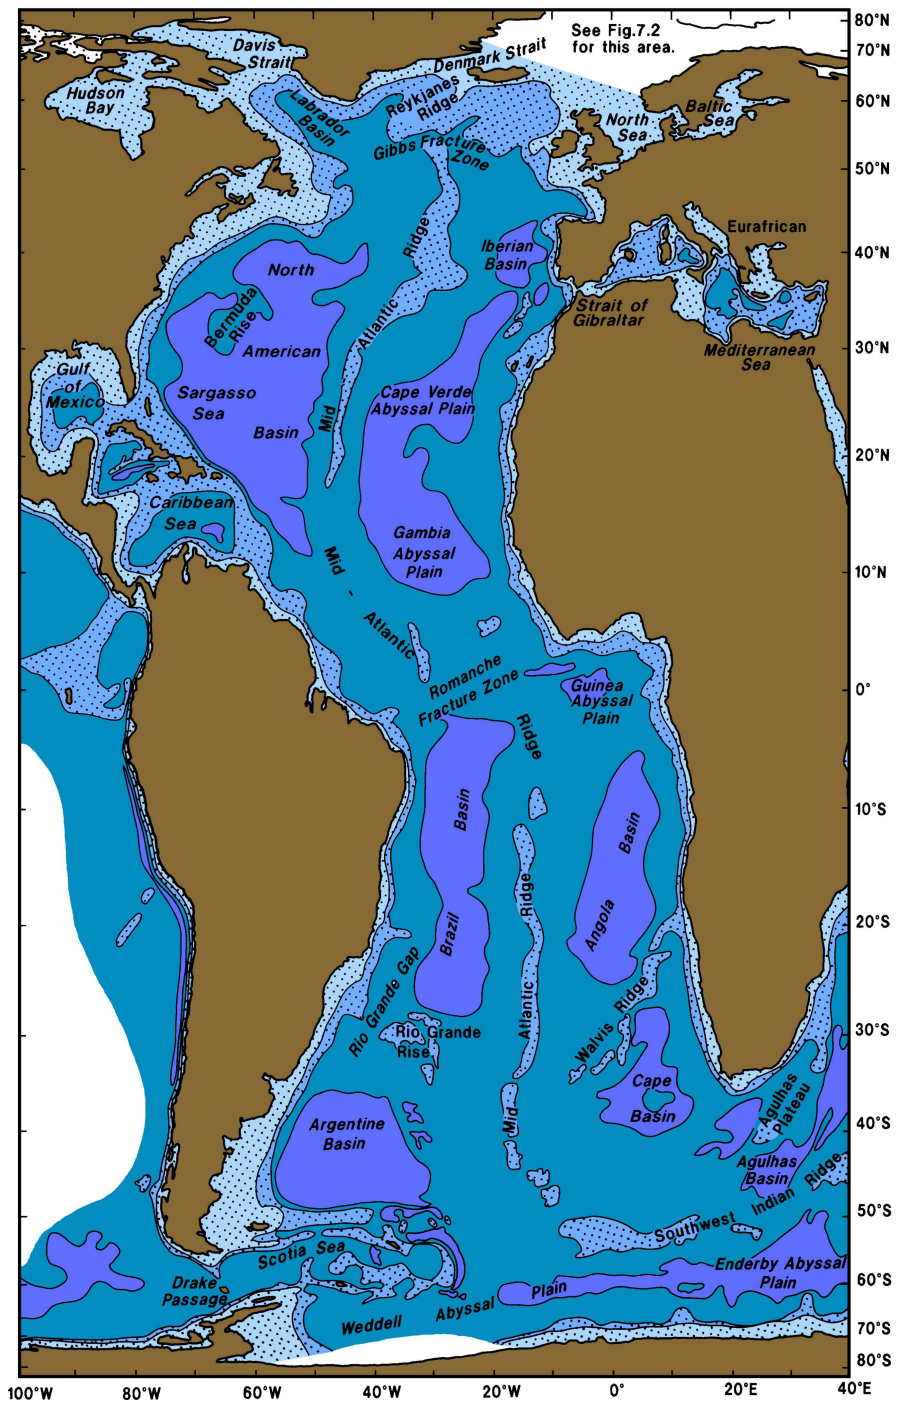 See Fig.7.2
for this area.
80°N
70°N
60°N
50°N
40°N
30°N
20°N
10°N
0°
10°S
20°S
30°S
40°S
50°S
60°S
70°S
80°S
Davis
Strait
Denmark Strait
Hudson
Bay
Labrador
Basin
Reykjanes
Ridge
North
Sea
Baltic
Sea
Gibbs Fracture
Zone
Ridge
Iberian
Basin
Eurafrican
North
Bermuda
Rise
Atlantic
Strait of
Gibraltar
American
Mediterranean
Sea
Gulf
of
Mexico
Sargasso
Sea
Cape Verde
Abyssal Plain
Mid
Basin
Caribbean
Sea
Gambia
Abyssal
Plain
Mid
-
Atlantic
Romanche
Fracture Zone
Guinea
Abyssal
Plain
Ridge
Basin
Basin
Ridge
Brazil
Angola
Rio Grande Gap
Atlantic
Walvis Ridge
Rio Grande
Rise
Cape
Basin
Agulhas
Plateau
Argentine
Basin
Mid
Agulhas
Basin
Southwest Indian Ridge
Scotia Sea
Drake
Passage
Enderby Abyssal
Plain
Weddell Abyssal Plain
100°W
80°W
60°W
40°W
20°W
0°
20°E
40°E